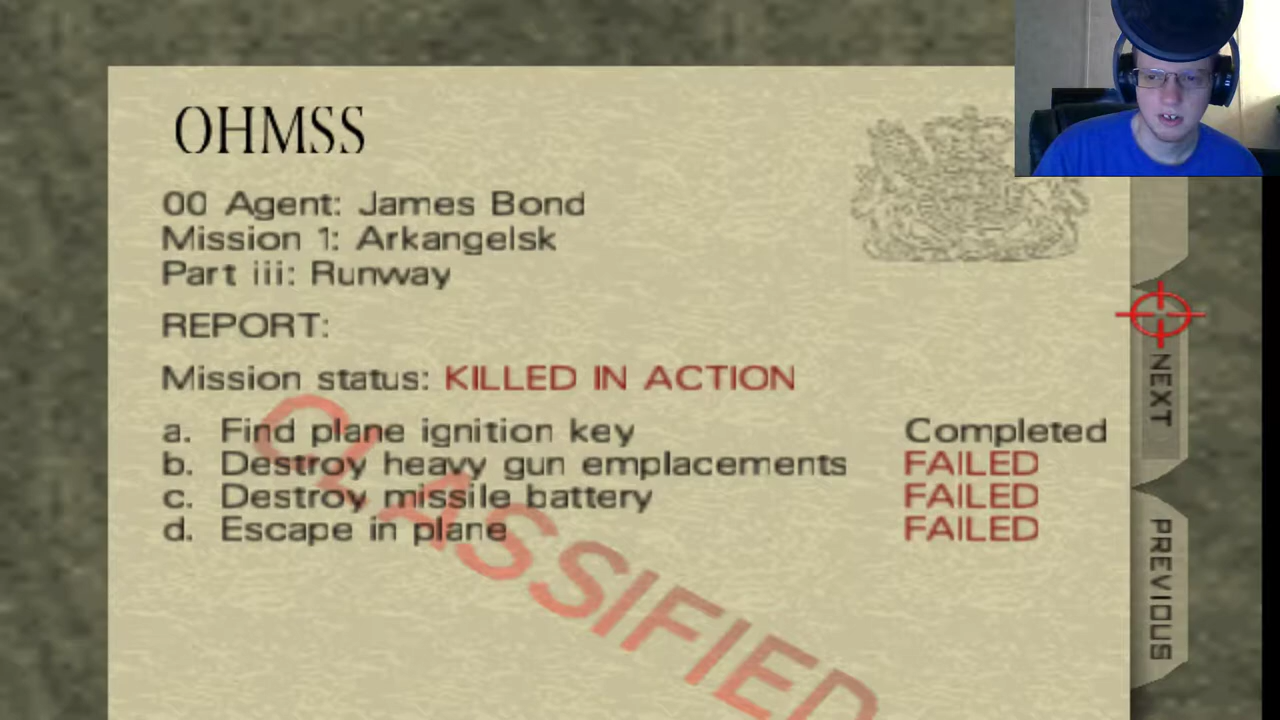 OHMSS
00 Agent: James Bond
Mission 1: Arkangelsk
Part iii: Runway
REPORT:
Mission status: KILLED IN ACTION
a. Find plane ignition key Completed
b. Destroy heavy gun emplacements FAILED
c. Destroy missile battery FAILED
d. Escape in plane FAILED
CLASSIFIED
NEXT
PREVIOUS